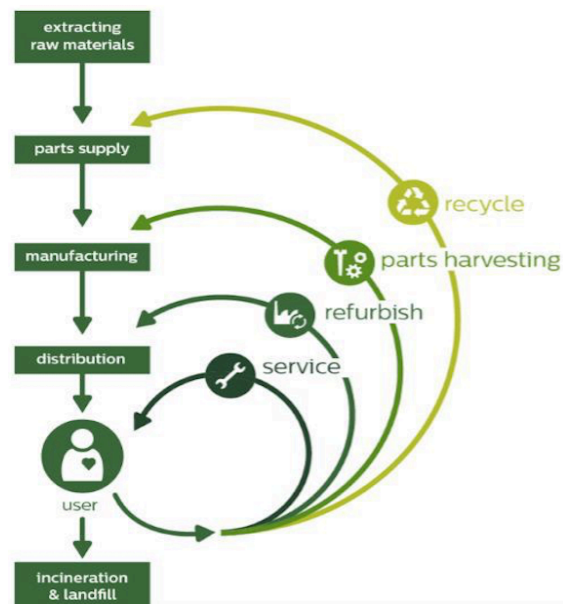 extracting
raw materials
parts supply
recycle
manufacturing
parts harvesting
refurbish
distribution
service
user
incineration
& landfill